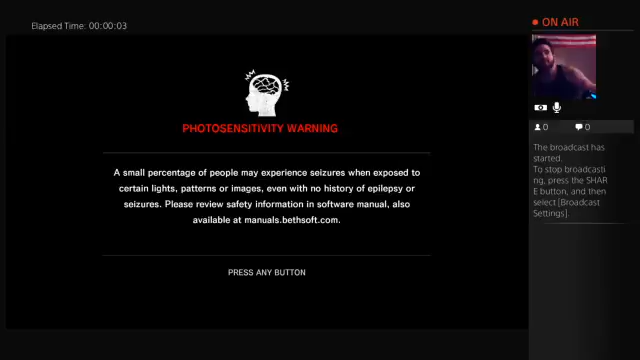 Elapsed Time: 00:00:03
ON AIR
0
0
PHOTOSENSITIVITY WARNING
A small percentage of people may experience seizures when exposed to
certain lights, patterns or images, even with no history of epilepsy or
seizures. Please review safety information in software manual, also
available at manuals.bethsoft.com.
PRESS ANY BUTTON
The broadcast has
started.
To stop broadcasti
ng, press the SHAR
E button, and then
select [Broadcast
Settings].